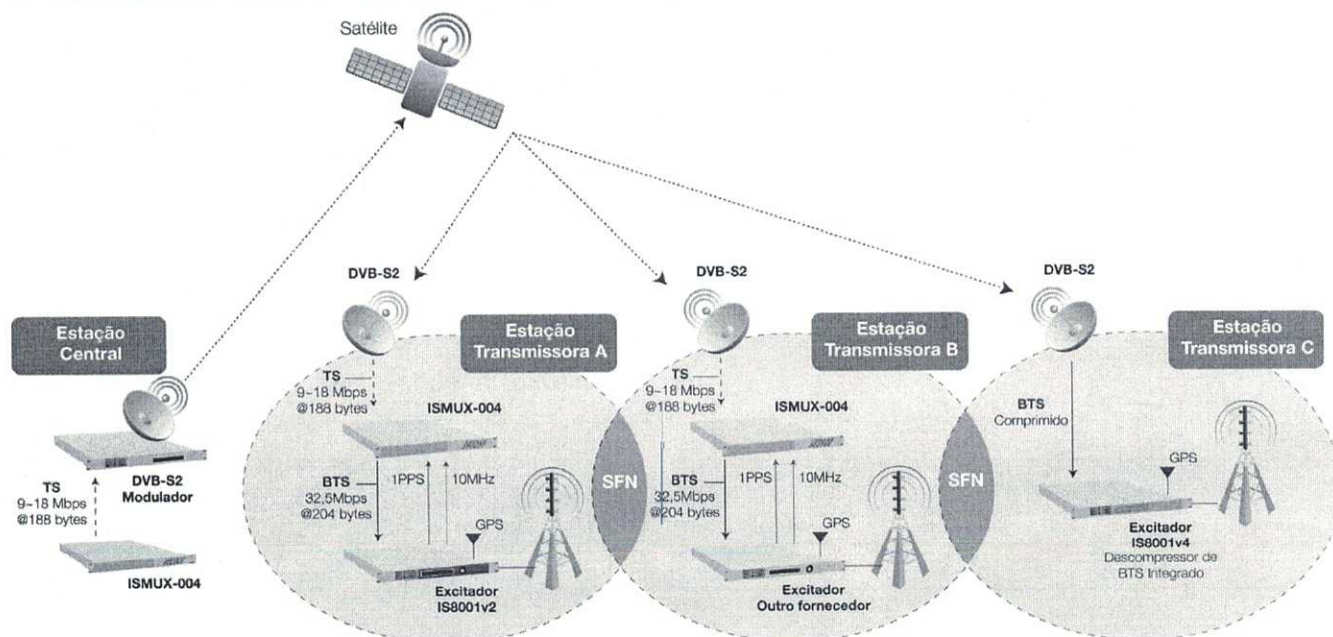 Satélite
Estação
Central
TS
9~18 Mbps
@188 bytes
DVB-S2
Modulador
ISMUX-004
DVB-S2
Estação
Transmissora A
TS
9~18 Mbps
@188 bytes
ISMUX-004
BTS
32,5Mbps
@204 bytes
1PPS
10MHz
GPS
Excitador
IS8001v2
SFN
DVB-S2
Estação
Transmissora B
TS
9~18 Mbps
@188 bytes
ISMUX-004
BTS
32,5Mbps
@204 bytes
1PPS
10MHz
GPS
Excitador
Outro fornecedor
SFN
DVB-S2
Estação
Transmissora C
BTS
Comprimido
GPS
Excitador
IS8001v4
Descompressor de
BTS Integrado